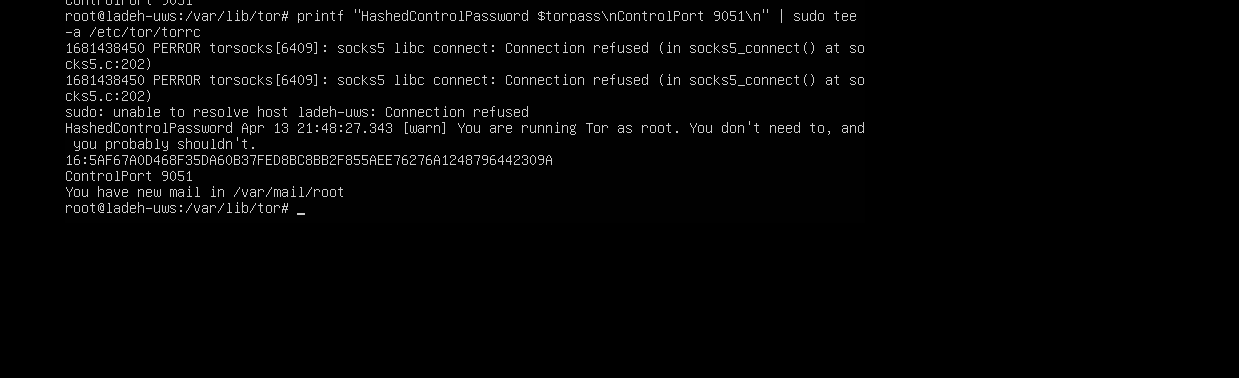 ControlPort 9051
root@ladeh-uws:/var/lib/tor# printf "HashedControlPassword $torpass\nControlPort 9051\n" | sudo tee
-a /etc/tor/torrc
1681438450 PERROR torsocks[6409]: socks5 libc connect: Connection refused (in socks5_connect() at so
cks5.c:202)
1681438450 PERROR torsocks[6409]: socks5 libc connect: Connection refused (in socks5_connect() at so
cks5.c:202)
sudo: unable to resolve host ladeh-uws: Connection refused
HashedControlPassword Apr 13 21:48:27.343 [warn] You are running Tor as root. You don't need to, and
you probably shouldn't.
16:5AF67A0D468F35DA60B37FED8BC8BB2F855AEE76276A1248796442309A
ControlPort 9051
You have new mail in /var/mail/root
root@ladeh-uws:/var/lib/tor# _